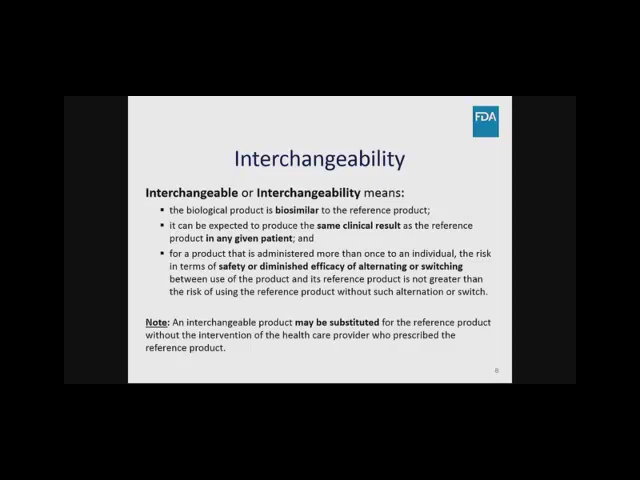 FDA
Interchangeability
Interchangeable or Interchangeability means:
▪ the biological product is biosimilar to the reference product;
▪ it can be expected to produce the same clinical result as the reference
product in any given patient; and
▪ for a product that is administered more than once to an individual, the risk
in terms of safety or diminished efficacy of alternating or switching
between use of the product and its reference product is not greater than
the risk of using the reference product without such alternation or switch.
Note: An interchangeable product may be substituted for the reference product
without the intervention of the health care provider who prescribed the
reference product.